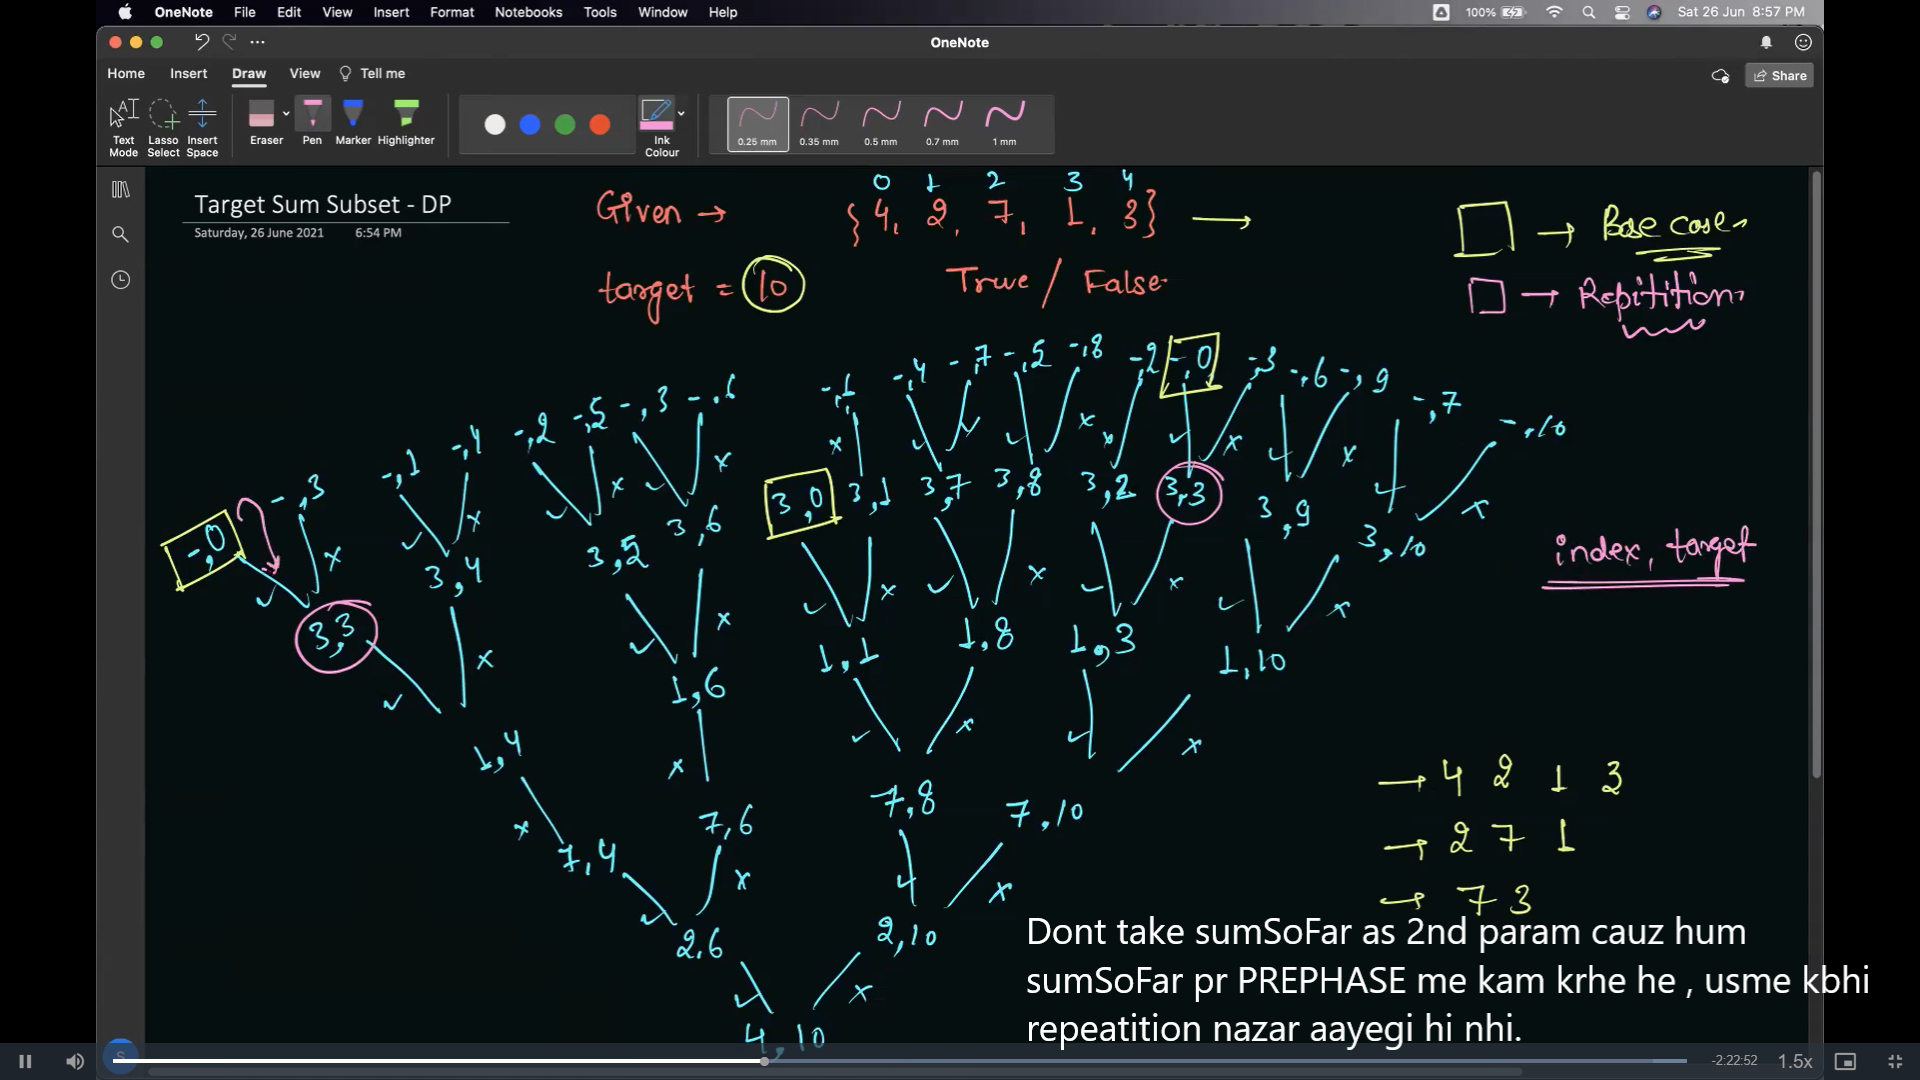 OneNote File Edit View Insert Format Notebooks Tools Window Help 100% Sat 26 Jun 8:57 PM
OneNote
Home Insert Draw View Tell me Share
Text Mode Lasso Select Insert Space Eraser Pen Marker Highlighter Ink Colour 0.25 mm 0.35 mm 0.5 mm 0.7 mm 1 mm
Target Sum Subset - DP
Saturday, 26 June 2021 6:54 PM
0 1 2 3 4
Given → {4, 2, 7, 1, 3} →
target = 10 True / False
→ Base case
→ Repitition
-,0 -,3 -,1 -,4 -,2 -,5 -,3 -,6 -,1 -,4 -,7 -,5 -,8 -,2 -,0 -,3 -,6 -,9 -,7 -,10
3,3 3,4 3,5 3,6 3,0 3,1 3,7 3,8 3,2 3,3 3,9 3,10
index, target
1,4 1,6 1,1 1,8 1,3 1,10
7,4 7,6 7,8 7,10
2,6 2,10
4,10
→ 4 2 1 3
→ 2 7 1
→ 7 3
Dont take sumSoFar as 2nd param cauz hum
sumSoFar pr PREPHASE me kam krhe he , usme kbhi
repeatition nazar aayegi hi nhi.
-2:22:52 1.5x